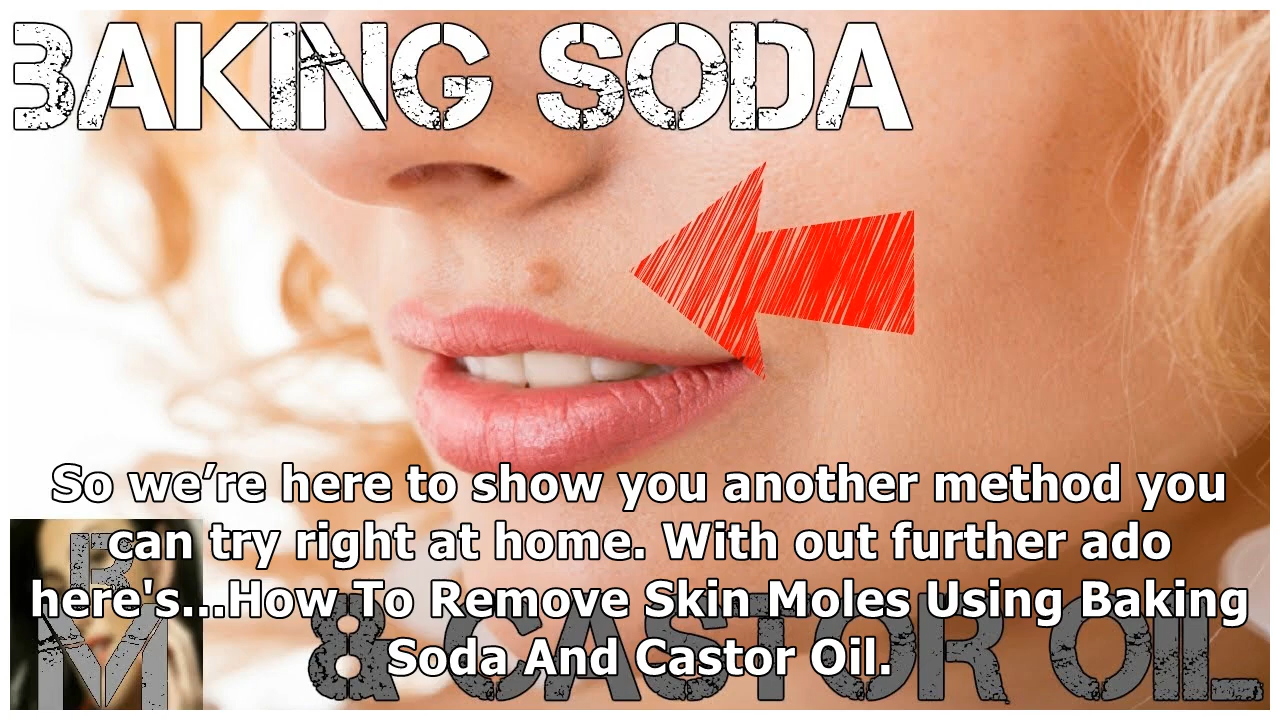 BAKING SODA
So we’re here to show you another method you
can try right at home. With out further ado
here's...How To Remove Skin Moles Using Baking
Soda And Castor Oil.
& CASTOR OIL
B
M